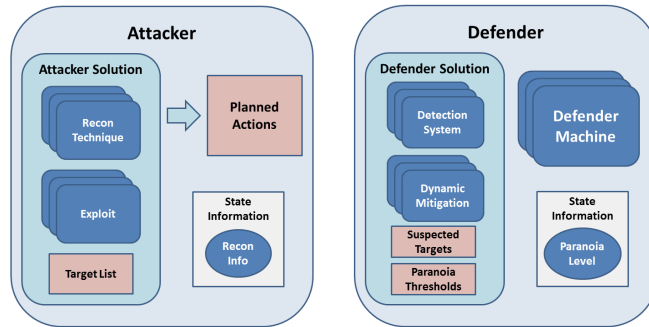 Attacker
Attacker Solution
Recon
Technique
Exploit
Target List
Planned
Actions
State
Information
Recon
Info
Defender
Defender Solution
Detection
System
Dynamic
Mitigation
Suspected
Targets
Paranoia
Thresholds
Defender
Machine
State
Information
Paranoia
Level